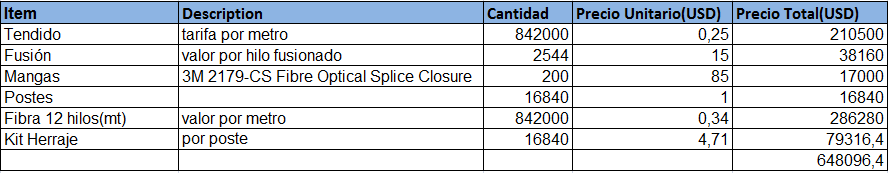 Item Description Cantidad Precio Unitario(USD) Precio Total(USD)
Tendido tarifa por metro 842000 0,25 210500
Fusión valor por hilo fusionado 2544 15 38160
Mangas 3M 2179-CS Fibre Optical Splice Closure 200 85 17000
Postes 16840 1 16840
Fibra 12 hilos(mt) valor por metro 842000 0,34 286280
Kit Herraje por poste 16840 4,71 79316,4
648096,4